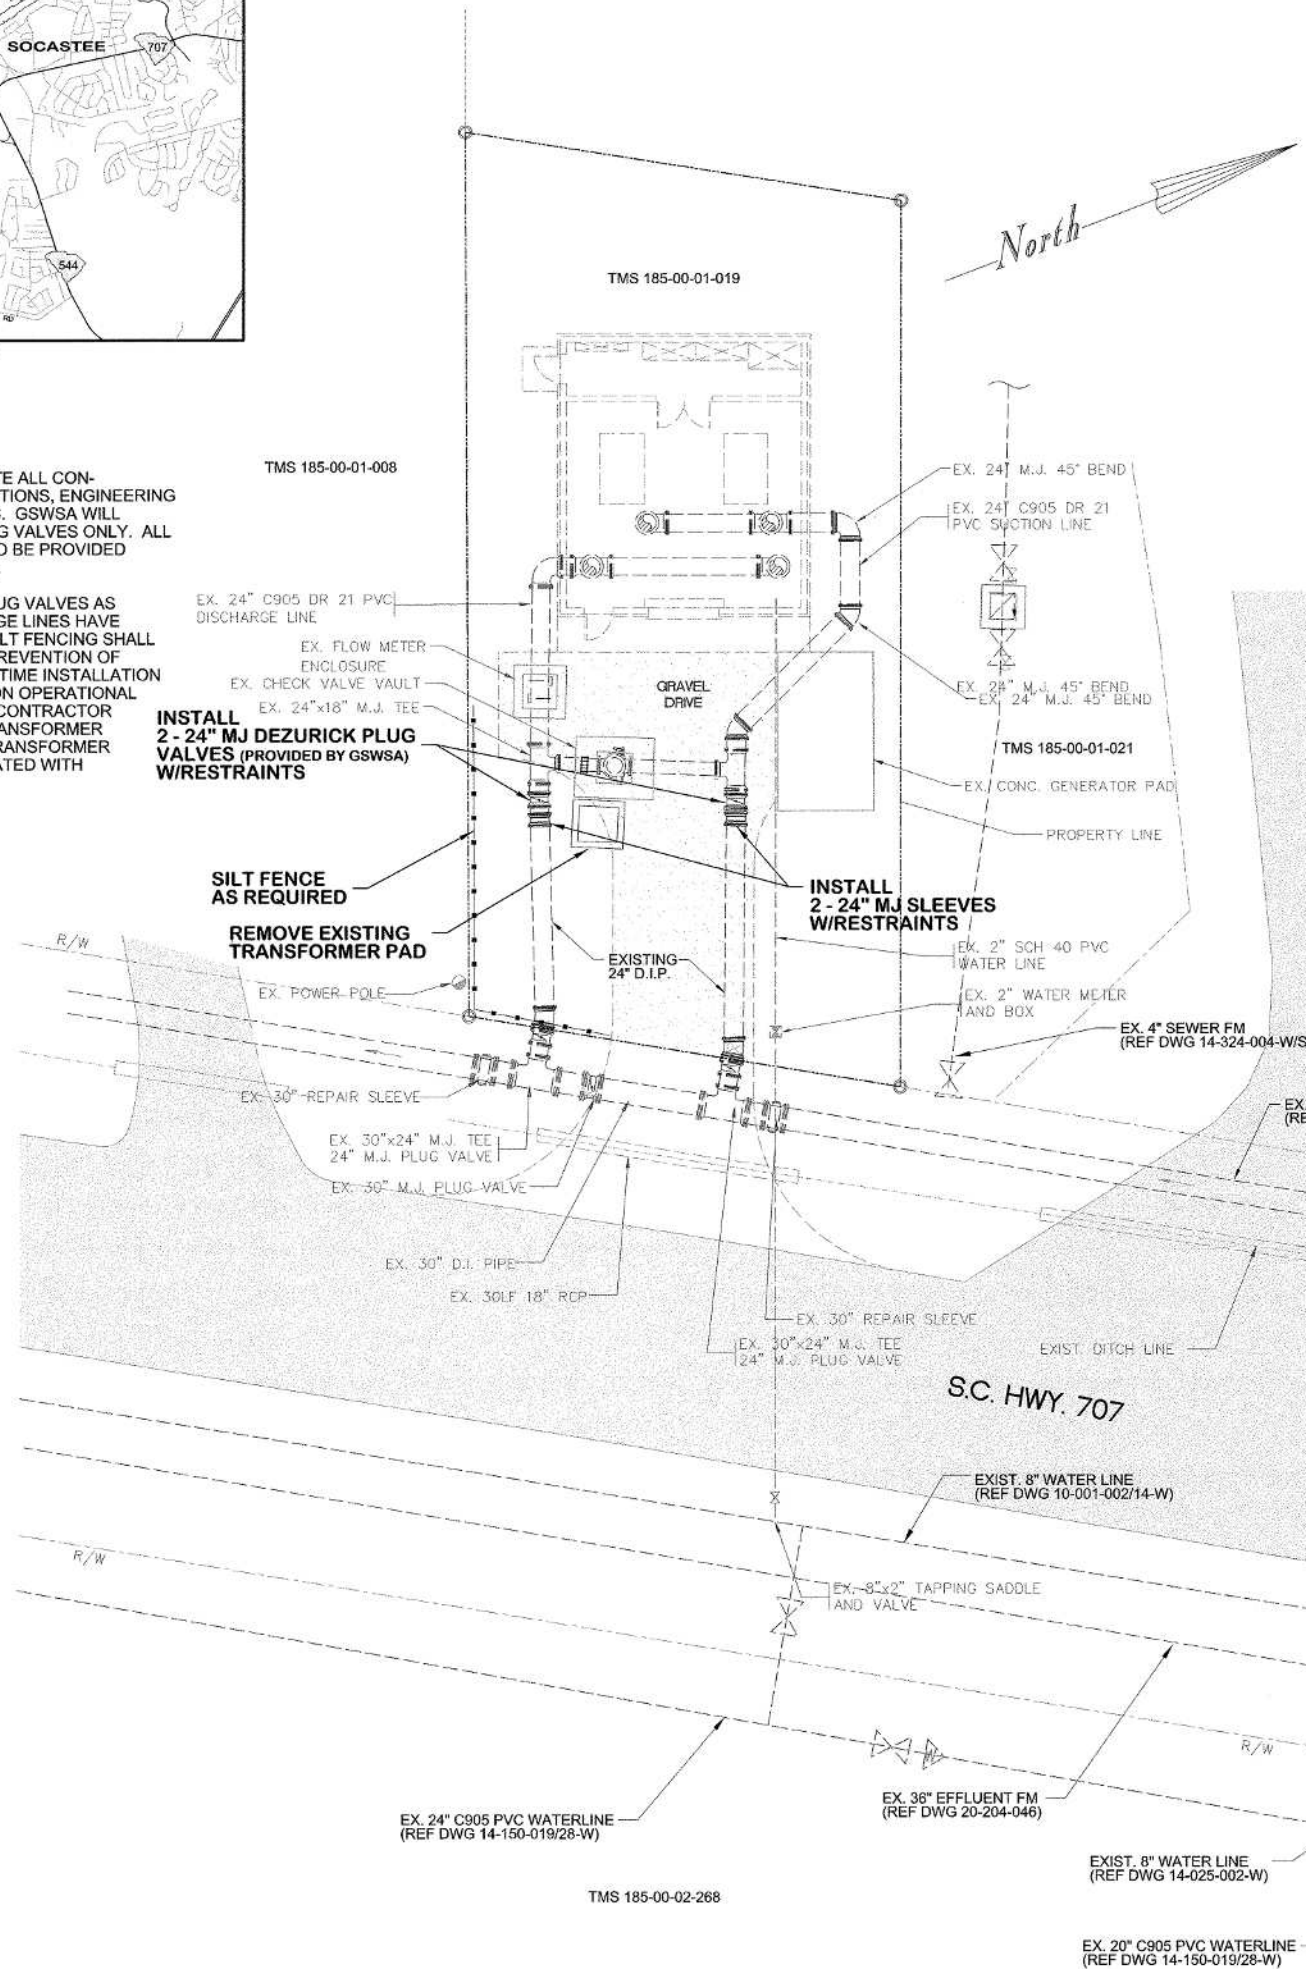 SOCASTEE
707
544
RD
North
TMS 185-00-01-019
TMS 185-00-01-008
TE ALL CON-
TIONS, ENGINEERING
GSWSA WILL
G VALVES ONLY. ALL
O BE PROVIDED
UG VALVES AS
GE LINES HAVE
LT FENCING SHALL
REVENTION OF
TIME INSTALLATION
ON OPERATIONAL
CONTRACTOR
ANSFORMER
RANSFORMER
ATED WITH
EX. 24" M.J. 45° BEND
EX. 24" C905 DR 21
PVC SUCTION LINE
EX. 24" C905 DR 21 PVC
DISCHARGE LINE
EX. FLOW METER
ENCLOSURE
EX. CHECK VALVE VAULT
EX. 24"x18" M.J. TEE
INSTALL
2 - 24" MJ DEZURICK PLUG
VALVES (PROVIDED BY GSWSA)
W/RESTRAINTS
GRAVEL
DRIVE
EX. 24" M.J. 45° BEND
EX. 24" M.J. 45° BEND
TMS 185-00-01-021
EX. CONC. GENERATOR PAD
PROPERTY LINE
SILT FENCE
AS REQUIRED
INSTALL
2 - 24" MJ SLEEVES
W/RESTRAINTS
REMOVE EXISTING
TRANSFORMER PAD
R/W
EXISTING
24" D.I.P.
EX. 2" SCH 40 PVC
WATER LINE
EX. POWER POLE
EX. 2" WATER METER
AND BOX
EX. 4" SEWER FM
(REF DWG 14-324-004-W/S
EX.
(RE
EX. 30" REPAIR SLEEVE
EX. 30"x24" M.J. TEE
24" M.J. PLUG VALVE
EX. 30" M.J. PLUG VALVE
EX. 30" D.I. PIPE
EX. 30LF 18" RCP
EX. 30" REPAIR SLEEVE
EX. 30"x24" M.J. TEE
24" M.J. PLUG VALVE
EXIST. DITCH LINE
S.C. HWY. 707
EXIST. 8" WATER LINE
(REF DWG 10-001-002/14-W)
R/W
EX. 8"x2" TAPPING SADDLE
AND VALVE
R/W
EX. 36" EFFLUENT FM
(REF DWG 20-204-046)
EX. 24" C905 PVC WATERLINE
(REF DWG 14-150-019/28-W)
EXIST. 8" WATER LINE
(REF DWG 14-025-002-W)
TMS 185-00-02-268
EX. 20" C905 PVC WATERLINE
(REF DWG 14-150-019/28-W)